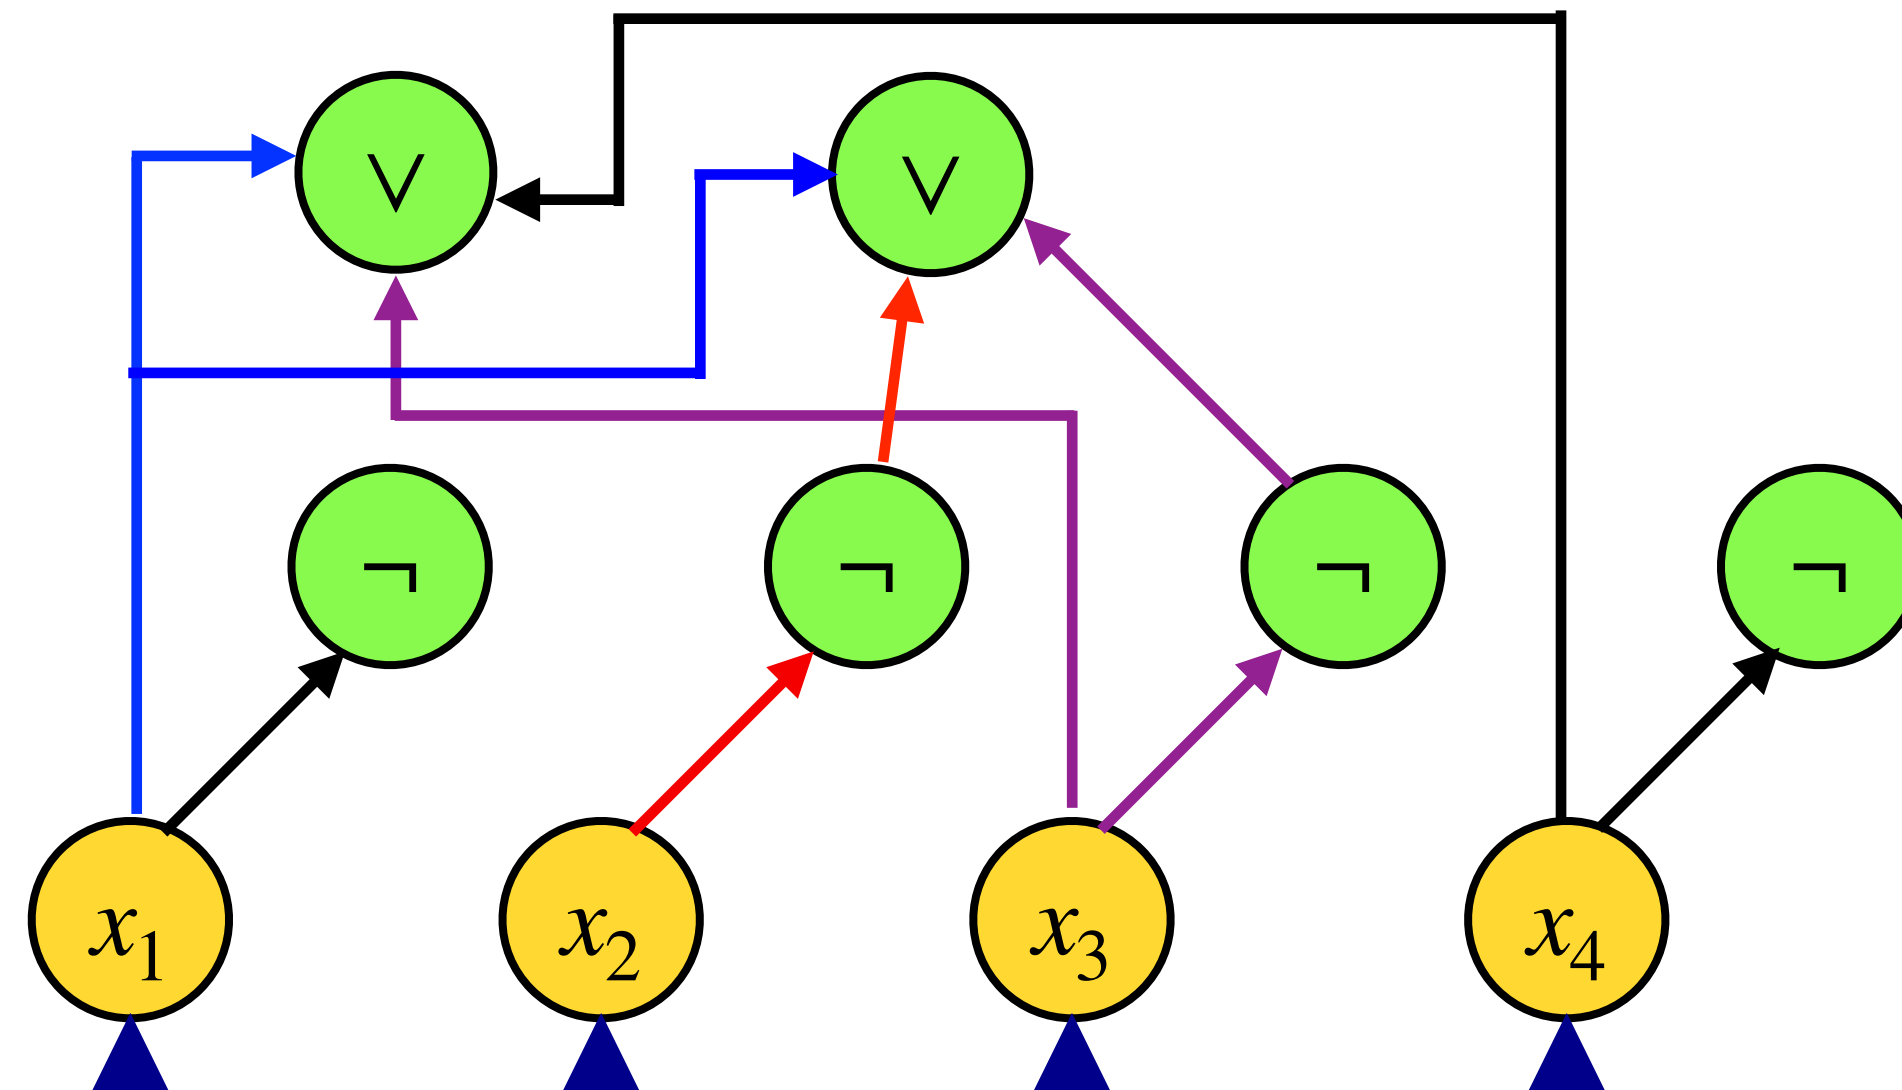 ∨ ∨
¬ ¬ ¬ ¬
x₁ x₂ x₃ x₄